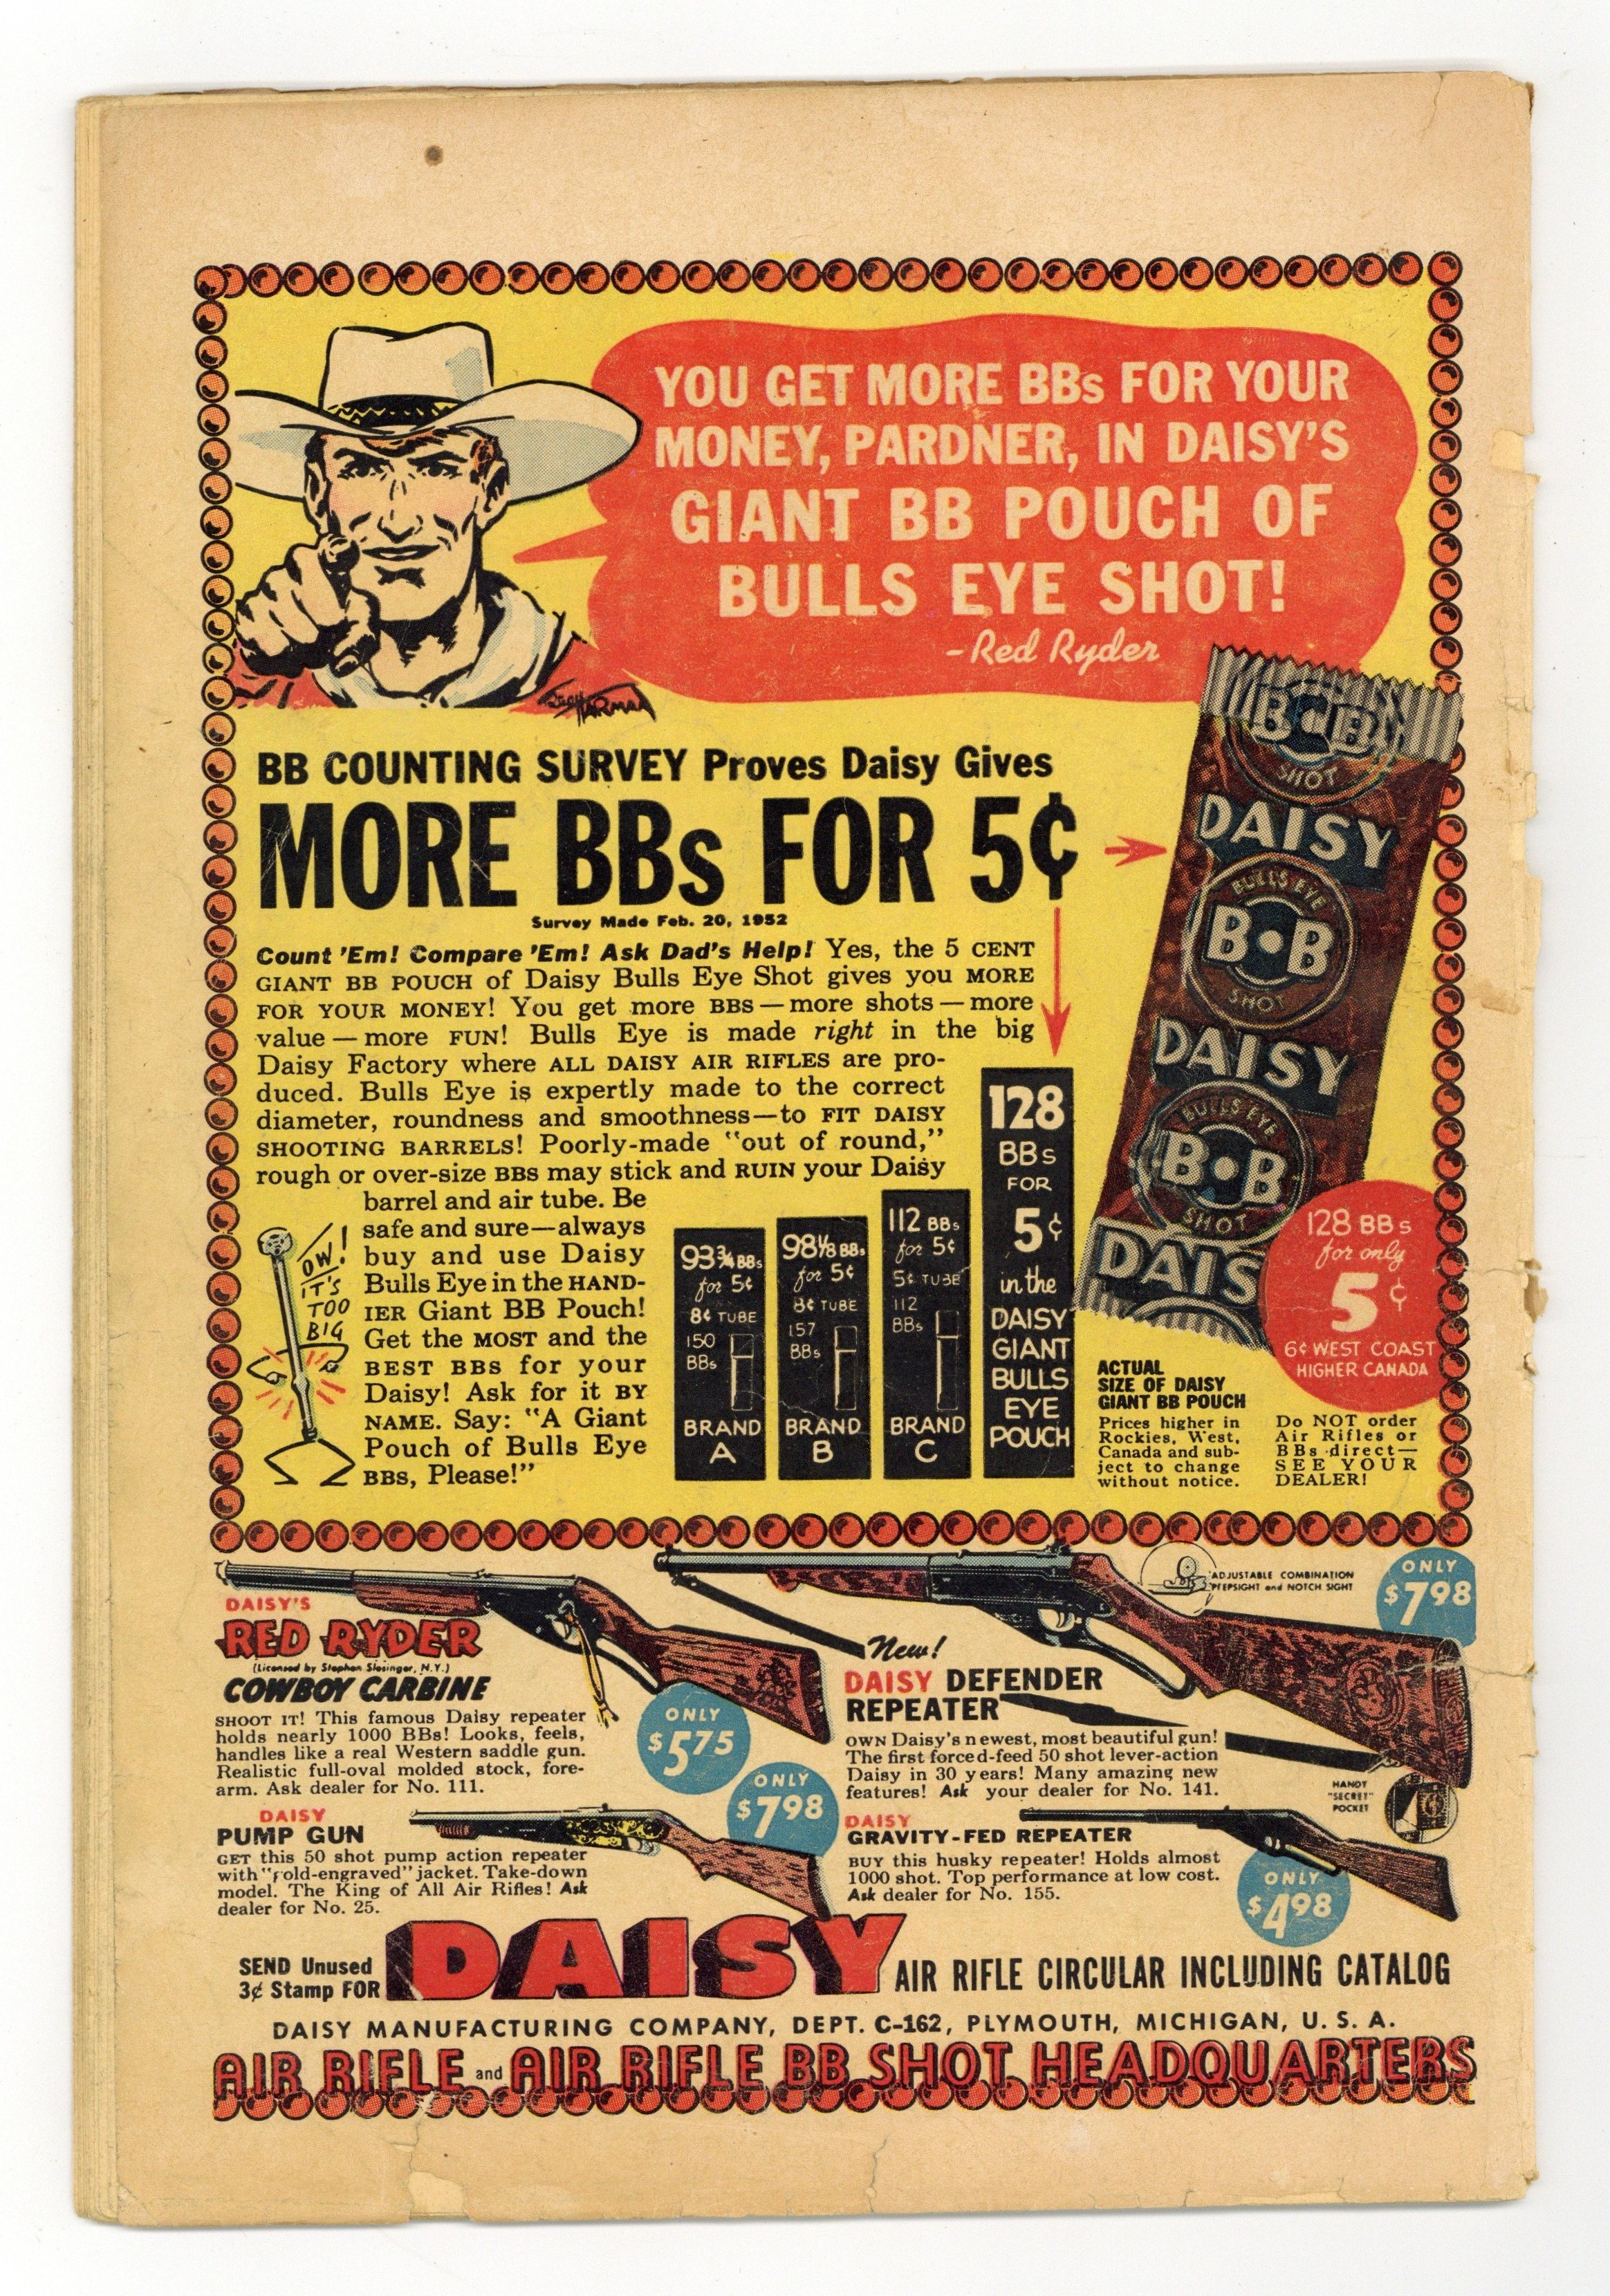 YOU GET MORE BBs FOR YOUR
MONEY, PARDNER, IN DAISY'S
GIANT BB POUCH OF
BULLS EYE SHOT!
-Red Ryder
BB COUNTING SURVEY Proves Daisy Gives
MORE BBs FOR 5¢
Survey Made Feb. 20, 1952
Count 'Em! Compare 'Em! Ask Dad's Help! Yes, the 5 CENT
GIANT BB POUCH of Daisy Bulls Eye Shot gives you MORE
FOR YOUR MONEY! You get more BBS — more shots — more
value — more FUN! Bulls Eye is made right in the big
Daisy Factory where ALL DAISY AIR RIFLES are pro-
duced. Bulls Eye is expertly made to the correct
diameter, roundness and smoothness—to FIT DAISY
SHOOTING BARRELS! Poorly-made "out of round,"
rough or over-size BBS may stick and RUIN your Daisy
barrel and air tube. Be
safe and sure—always
buy and use Daisy
Bulls Eye in the HAND-
IER Giant BB Pouch!
Get the MOST and the
BEST BBS for your
Daisy! Ask for it BY
NAME. Say: "A Giant
Pouch of Bulls Eye
BBs, Please!"
OW!
IT'S
TOO
BIG
93¾ BBs
for 5¢
8¢ TUBE
150
BBs
BRAND
A
98⅛ BBs
for 5¢
8¢ TUBE
157
BBs
BRAND
B
112 BBs
for 5¢
5¢ TUBE
112
BBs
BRAND
C
128
BBs
FOR
5¢
in the
DAISY
GIANT
BULLS
EYE
POUCH
B B
SHOT
DAISY
BULLS EYE
B B
SHOT
DAISY
BULLS EYE
B B
SHOT
DAIS
128 BBs
for only
5¢
6¢ WEST COAST
HIGHER CANADA
ACTUAL
SIZE OF DAISY
GIANT BB POUCH
Prices higher in
Rockies, West,
Canada and sub-
ject to change
without notice.
Do NOT order
Air Rifles or
BBs direct—
SEE YOUR
DEALER!
DAISY'S
RED RYDER
(Licensed by Stephen Slesinger, N.Y.)
COWBOY CARBINE
SHOOT IT! This famous Daisy repeater
holds nearly 1000 BBs! Looks, feels,
handles like a real Western saddle gun.
Realistic full-oval molded stock, fore-
arm. Ask dealer for No. 111.
ONLY
$5 75
ADJUSTABLE COMBINATION
PEEPSIGHT and NOTCH SIGHT
ONLY
$7 98
New!
DAISY DEFENDER
REPEATER
OWN Daisy's newest, most beautiful gun!
The first forced-feed 50 shot lever-action
Daisy in 30 years! Many amazing new
features! Ask your dealer for No. 141.
HANDY
"SECRET"
POCKET
DAISY
PUMP GUN
GET this 50 shot pump action repeater
with "gold-engraved" jacket. Take-down
model. The King of All Air Rifles! Ask
dealer for No. 25.
ONLY
$7 98
DAISY
GRAVITY-FED REPEATER
BUY this husky repeater! Holds almost
1000 shot. Top performance at low cost.
Ask dealer for No. 155.
ONLY
$4 98
SEND Unused
3¢ Stamp FOR
DAISY AIR RIFLE CIRCULAR INCLUDING CATALOG
DAISY MANUFACTURING COMPANY, DEPT. C-162, PLYMOUTH, MICHIGAN, U. S. A.
AIR RIFLE and AIR RIFLE BB SHOT HEADQUARTERS